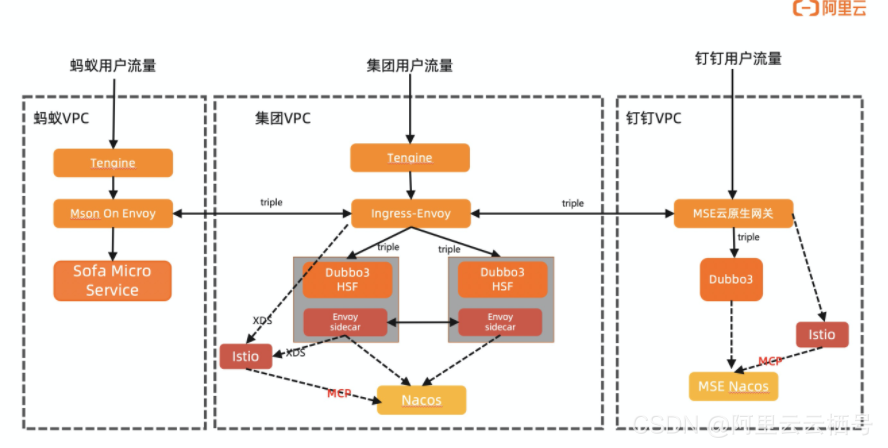 阿里云
蚂蚁用户流量
集团用户流量
钉钉用户流量
蚂蚁VPC
集团VPC
钉钉VPC
Tengine
Tengine
Mson On Envoy
triple
Ingress-Envoy
triple
MSE云原生网关
triple
triple
triple
Sofa Micro
Service
Dubbo3
HSF
Dubbo3
HSF
Dubbo3
Envoy
sidecar
Envoy
sidecar
XDS
Istio
XDS
Istio
MCP
MCP
Nacos
MSE Nacos
CSDN @阿里云云栖号